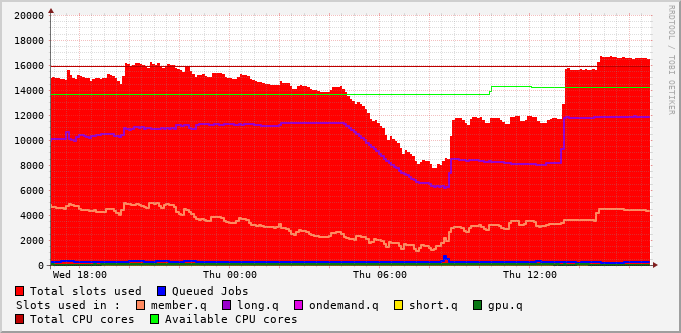 20000
18000
16000
14000
12000
10000
8000
6000
4000
2000
0
Wed 18:00 Thu 00:00 Thu 06:00 Thu 12:00
RRDTOOL / TOBI OETIKER
Total slots used Queued Jobs
Slots used in : member.q long.q ondemand.q short.q gpu.q
Total CPU cores Available CPU cores